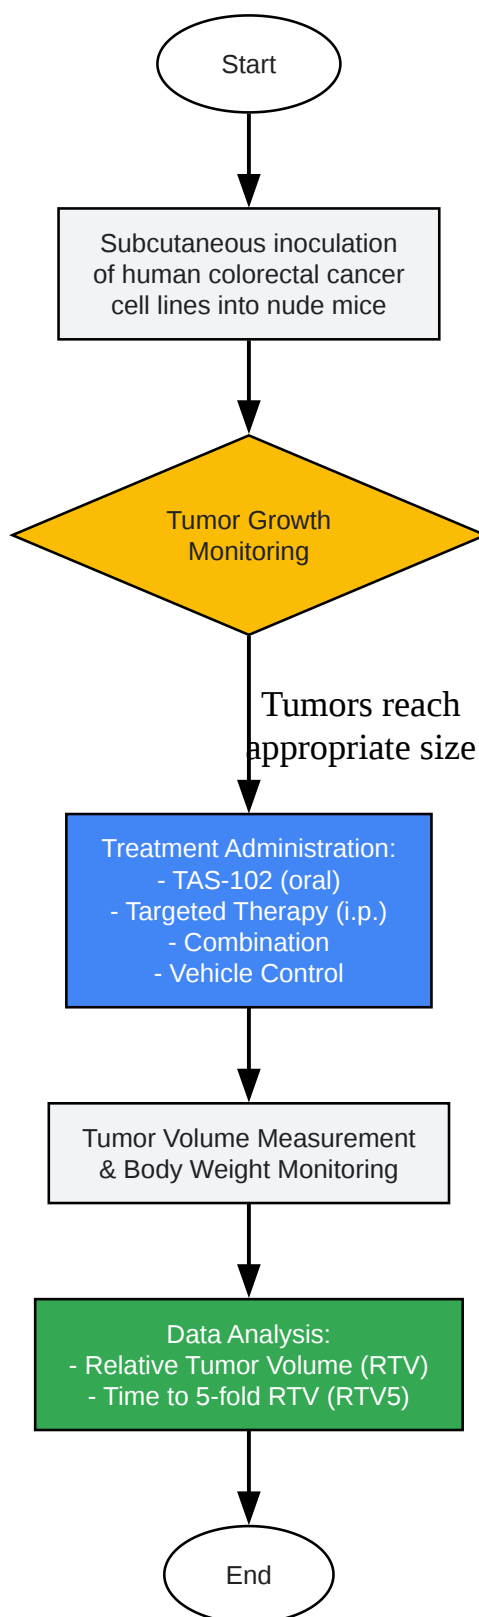 Start
Subcutaneous inoculation
of human colorectal cancer
cell lines into nude mice
Tumor Growth
Monitoring
Tumors reach
appropriate size
Treatment Administration:
- TAS-102 (oral)
- Targeted Therapy (i.p.)
- Combination
- Vehicle Control
Tumor Volume Measurement
& Body Weight Monitoring
Data Analysis:
- Relative Tumor Volume (RTV)
- Time to 5-fold RTV (RTV5)
End